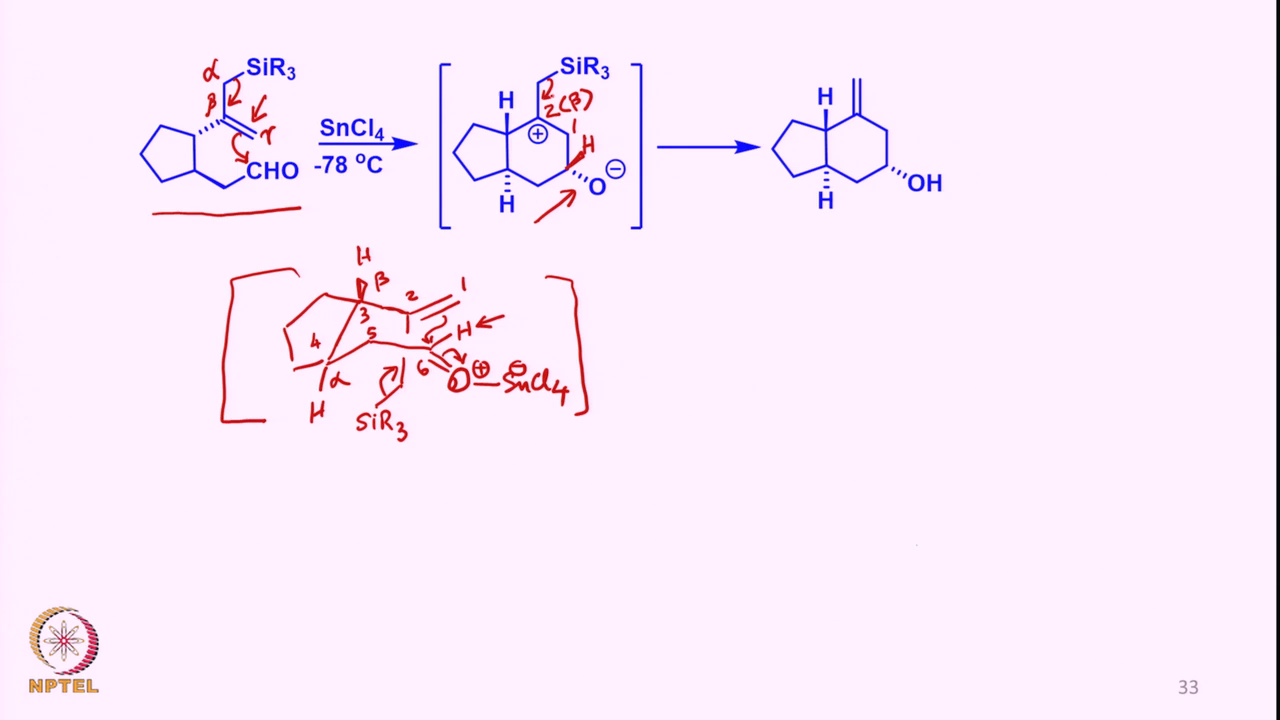 α SiR3
β
γ
CHO
SnCl4
-78 °C
SiR3
H
2(β)
1
H
⊕
O ⊖
H
H
OH
H
H
β
1
2
3
H
4
5
6
α
O ⊕ — SnCl4 ⊖
H
SiR3
NPTEL
33